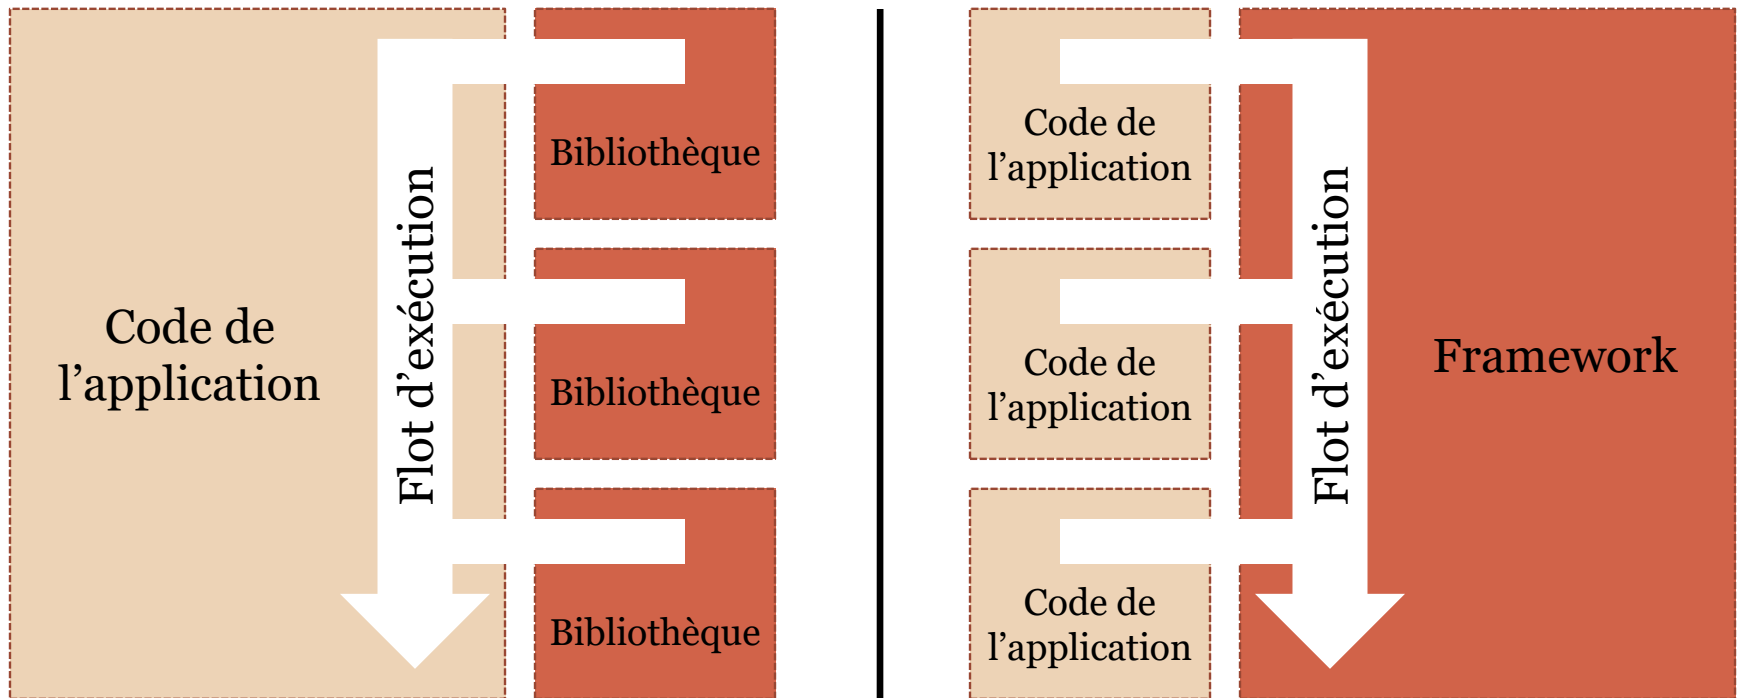 Code de
l’application
Flot d’exécution
Bibliothèque
Bibliothèque
Bibliothèque
Code de
l’application
Code de
l’application
Code de
l’application
Flot d’exécution
Framework